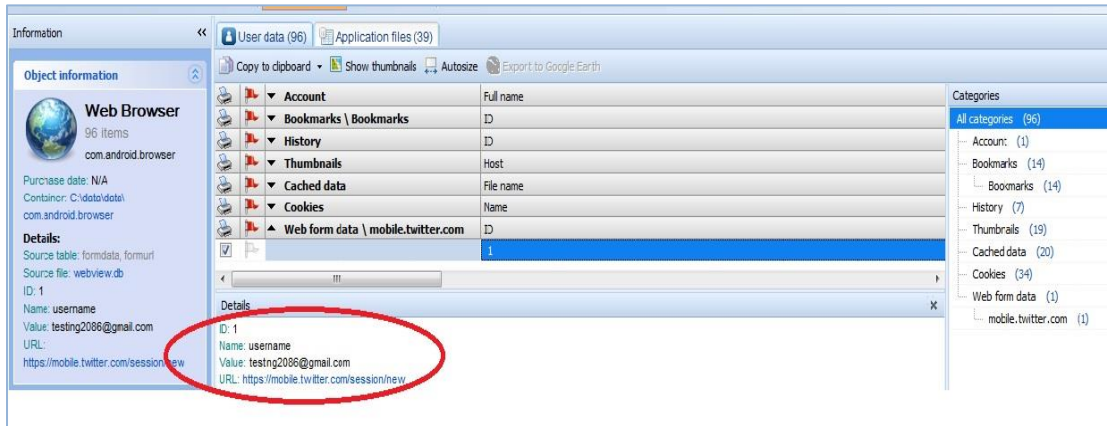 Information
«
User data (96)
Application files (39)
Copy to clipboard
Show thumbnails
Autosize
Export to Google Earth
Object information
Web Browser
96 items
com.android.browser
Purchase date: N/A
Container: C:\data\data\
com.android.browser
Details:
Source table: formdata, formurl
Source file: webview.db
ID: 1
Name: username
Value: testing2086@gmail.com
URL:
https://mobile.twitter.com/session/new
Account Full name
Bookmarks \ Bookmarks ID
History ID
Thumbnails Host
Cached data File name
Cookies Name
Web form data \ mobile.twitter.com ID
1
Details x
ID: 1
Name: username
Value: testng2086@gmail.com
URL: https://mobile.twitter.com/session/new
Categories
All categories (96)
Account (1)
Bookmarks (14)
Bookmarks (14)
History (7)
Thumbnails (19)
Cached data (20)
Cookies (34)
Web form data (1)
mobile.twitter.com (1)